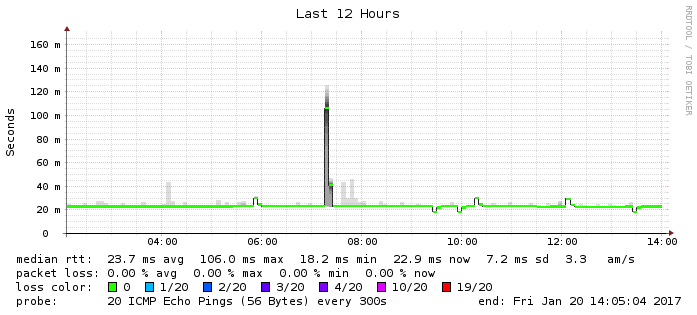 Last 12 Hours
RRDTOOL / TOBI OETIKER
Seconds
160 m
140 m
120 m
100 m
80 m
60 m
40 m
20 m
0
04:00 06:00 08:00 10:00 12:00 14:00
median rtt: 23.7 ms avg 106.0 ms max 18.2 ms min 22.9 ms now 7.2 ms sd 3.3 am/s
packet loss: 0.00 % avg 0.00 % max 0.00 % min 0.00 % now
loss color: 0 1/20 2/20 3/20 4/20 10/20 19/20
probe: 20 ICMP Echo Pings (56 Bytes) every 300s end: Fri Jan 20 14:05:04 2017